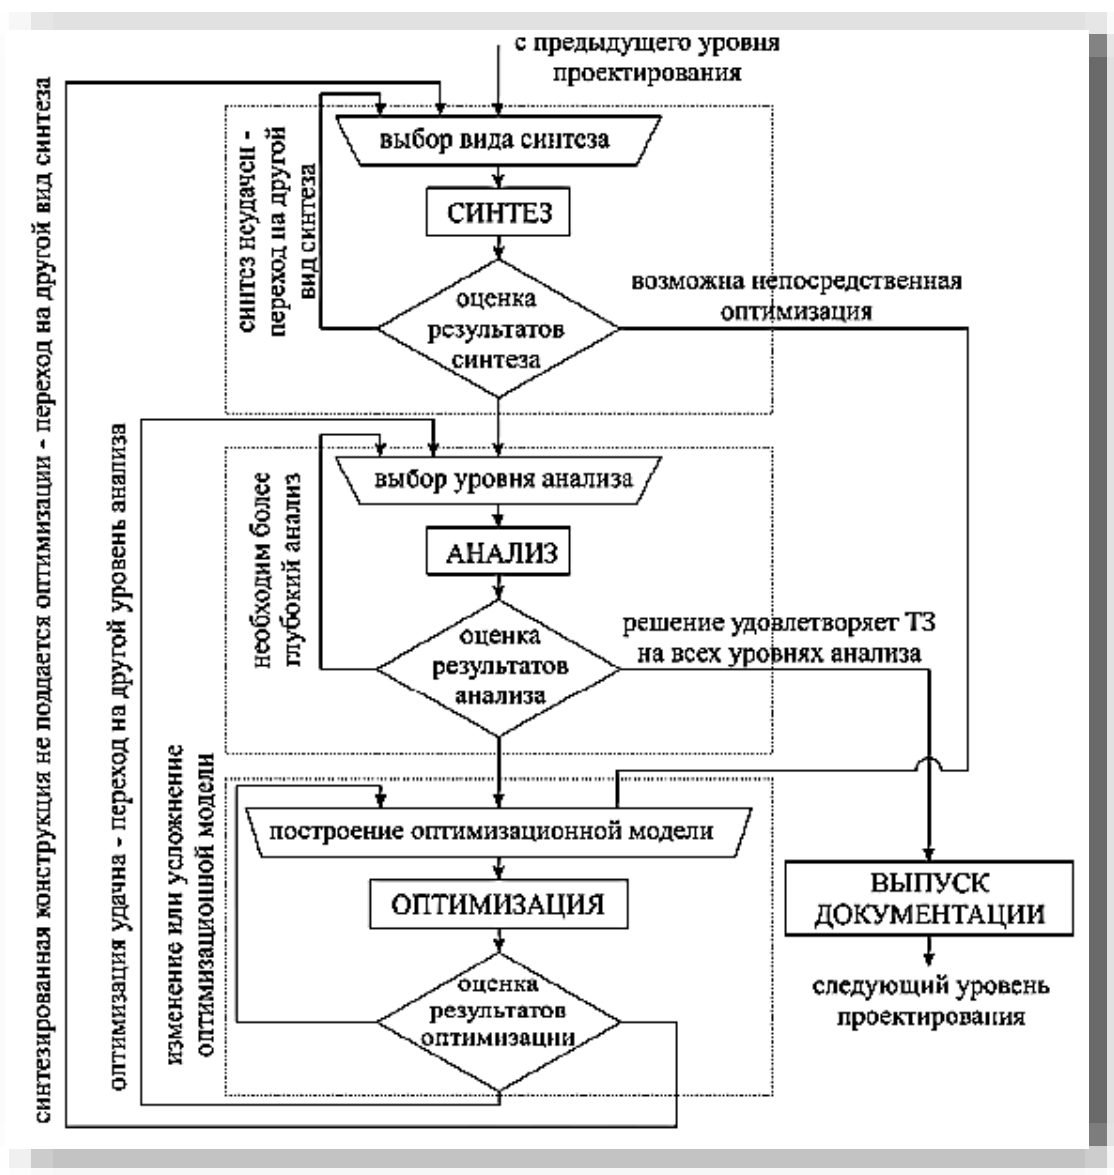 с предыдущего уровня
проектирования
выбор вида синтеза
СИНТЕЗ
оценка
результатов
синтеза
синтез неудачен -
переход на другой
вид синтеза
возможна непосредственная
оптимизация
выбор уровня анализа
АНАЛИЗ
оценка
результатов
анализа
необходим более
глубокий анализ
решение удовлетворяет ТЗ
на всех уровнях анализа
построение оптимизационной модели
ОПТИМИЗАЦИЯ
оценка
результатов
оптимизации
изменение или усложнение
оптимизационной модели
оптимизация удачна - переход на другой уровень анализа
синтезированная конструкция не поддается оптимизации - переход на другой вид синтеза
ВЫПУСК
ДОКУМЕНТАЦИИ
следующий уровень
проектирования